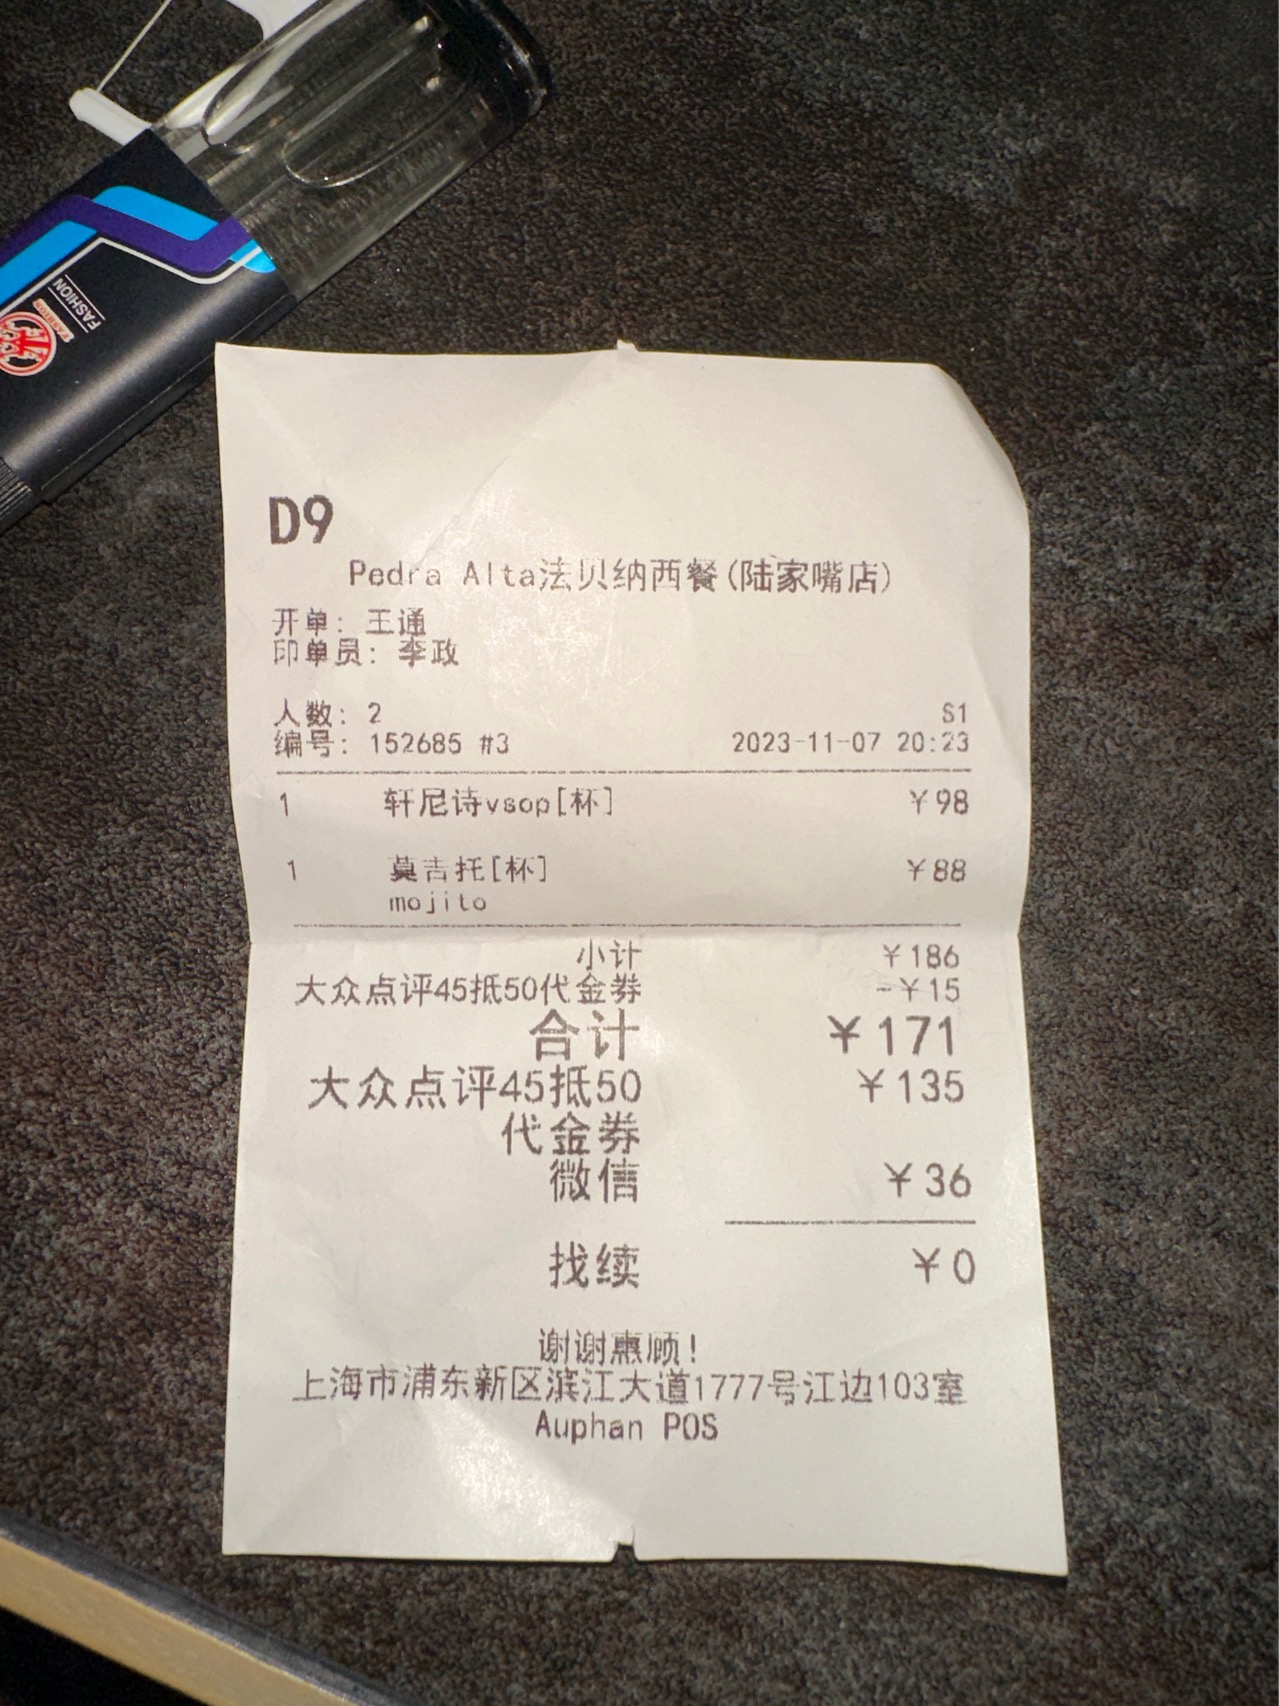 FASHION
FASHION
D9
Pedra Alta法贝纳西餐(陆家嘴店)
开单: 王通
印单员: 李政
人数: 2 S1
编号: 152685 #3 2023-11-07 20:23
1 轩尼诗vsop[杯] ￥98
1 莫吉托[杯] ￥88
mojito
小计 ￥186
大众点评45抵50代金券 -￥15
合计 ￥171
大众点评45抵50 ￥135
代金券
微信 ￥36
找续 ￥0
谢谢惠顾!
上海市浦东新区滨江大道1777号江边103室
Auphan POS